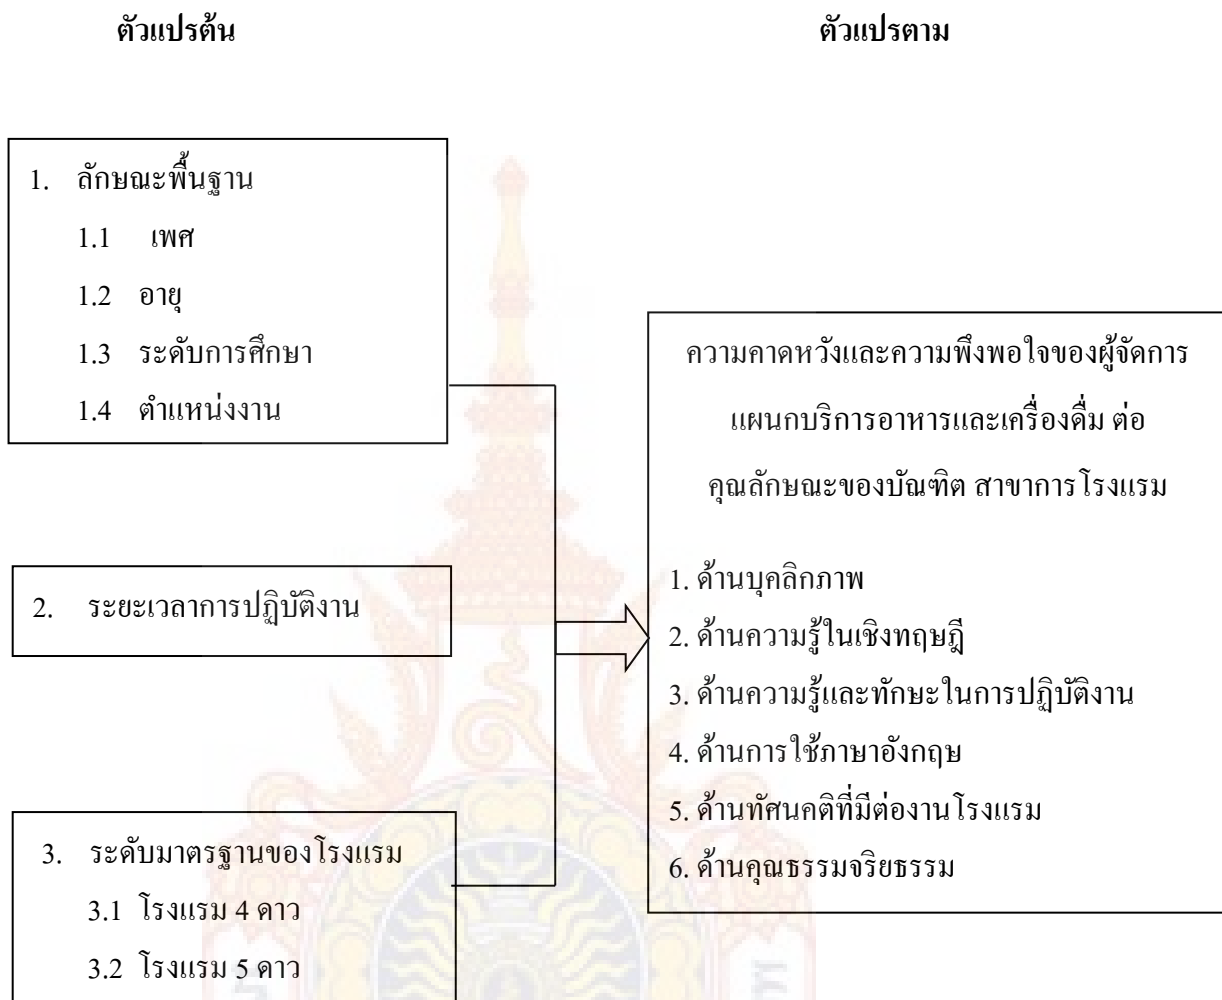 ตัวแปรต้น
ตัวแปรตาม
1. ลักษณะพื้นฐาน
1.1 เพศ
1.2 อายุ
1.3 ระดับการศึกษา
1.4 ตำแหน่งงาน
2. ระยะเวลาการปฏิบัติงาน
3. ระดับมาตรฐานของโรงแรม
3.1 โรงแรม 4 ดาว
3.2 โรงแรม 5 ดาว
ความคาดหวังและความพึงพอใจของผู้จัดการ
แผนกบริการอาหารและเครื่องดื่ม ต่อ
คุณลักษณะของบัณฑิต สาขาการโรงแรม
1. ด้านบุคลิกภาพ
2. ด้านความรู้ในเชิงทฤษฎี
3. ด้านความรู้และทักษะในการปฏิบัติงาน
4. ด้านการใช้ภาษาอังกฤษ
5. ด้านทัศนคติที่มีต่องานโรงแรม
6. ด้านคุณธรรมจริยธรรม